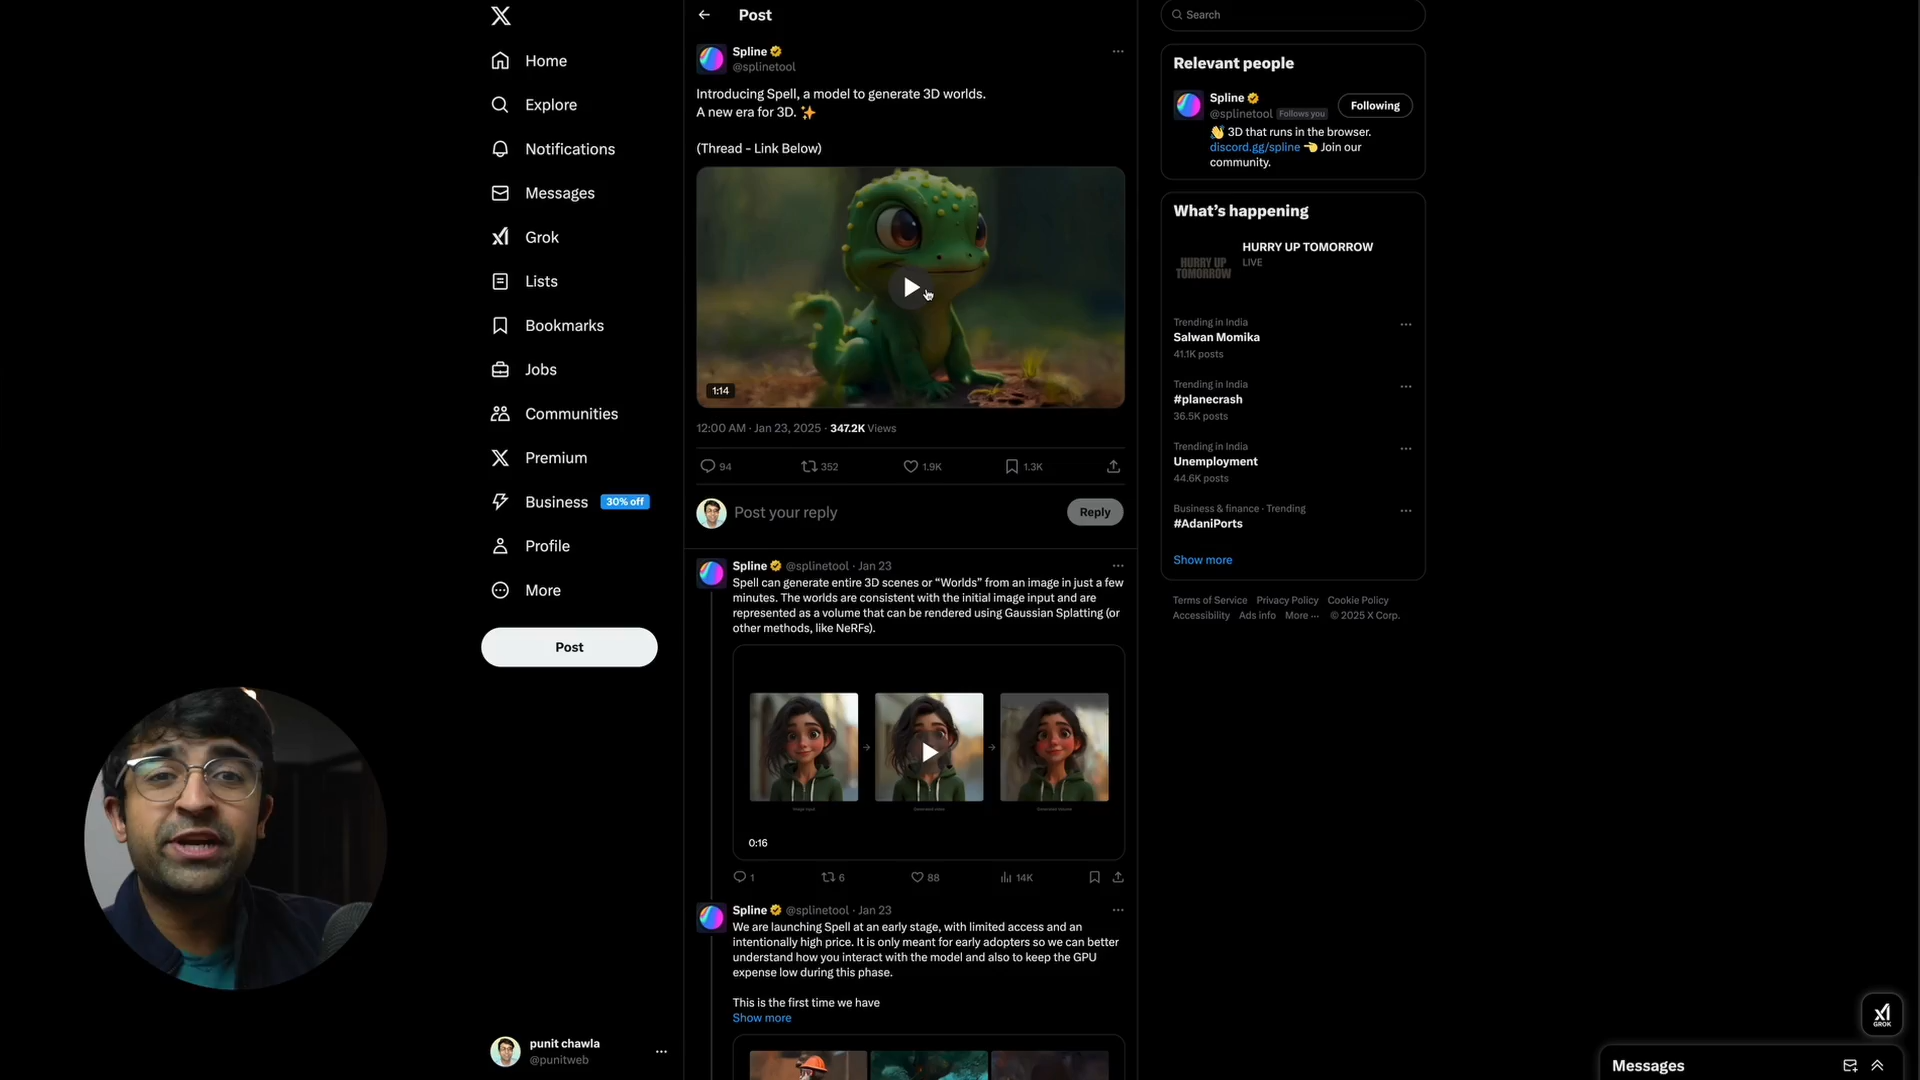 Home
Explore
Notifications
Messages
Grok
Lists
Bookmarks
Jobs
Communities
Premium
Business 30% off
Profile
More
Post
punit chawla
@punitweb
Post
Spline
@splinetool
Introducing Spell, a model to generate 3D worlds.
A new era for 3D. ✨
(Thread - Link Below)
1:14
12:00 AM · Jan 23, 2025 · 347.2K Views
94 352 1.9K 1.3K
Post your reply
Reply
Spline @splinetool · Jan 23
Spell can generate entire 3D scenes or “Worlds” from an image in just a few
minutes. The worlds are consistent with the initial image input and are
represented as a volume that can be rendered using Gaussian Splatting (or
other methods, like NeRFs).
Image input
0:16
1 6 88 14K
Spline @splinetool · Jan 23
We are launching Spell at an early stage, with limited access and an
intentionally high price. It is only meant for early adopters so we can better
understand how you interact with the model and also to keep the GPU
expense low during this phase.
This is the first time we have
Show more
Search
Relevant people
Spline
@splinetool Follows you
Following
👋 3D that runs in the browser.
discord.gg/spline 👈 Join our
community.
What’s happening
HURRY UP
TOMORROW
HURRY UP TOMORROW
LIVE
Trending in India
Salwan Momika
41.1K posts
Trending in India
#planecrash
36.5K posts
Trending in India
Unemployment
44.6K posts
Business & finance · Trending
#AdaniPorts
Show more
Terms of Service Privacy Policy Cookie Policy
Accessibility Ads info More ··· © 2025 X Corp.
GROK
Messages